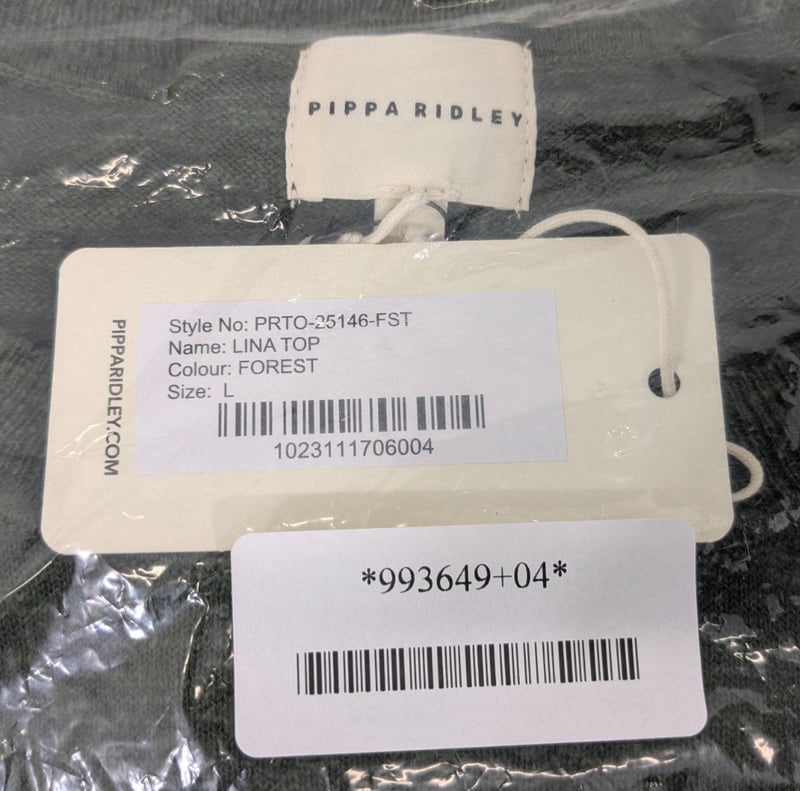 PIPPA RIDLEY
PIPPARIDLEY.COM
Style No: PRTO-25146-FST
Name: LINA TOP
Colour: FOREST
Size: L
1023111706004
*993649+04*